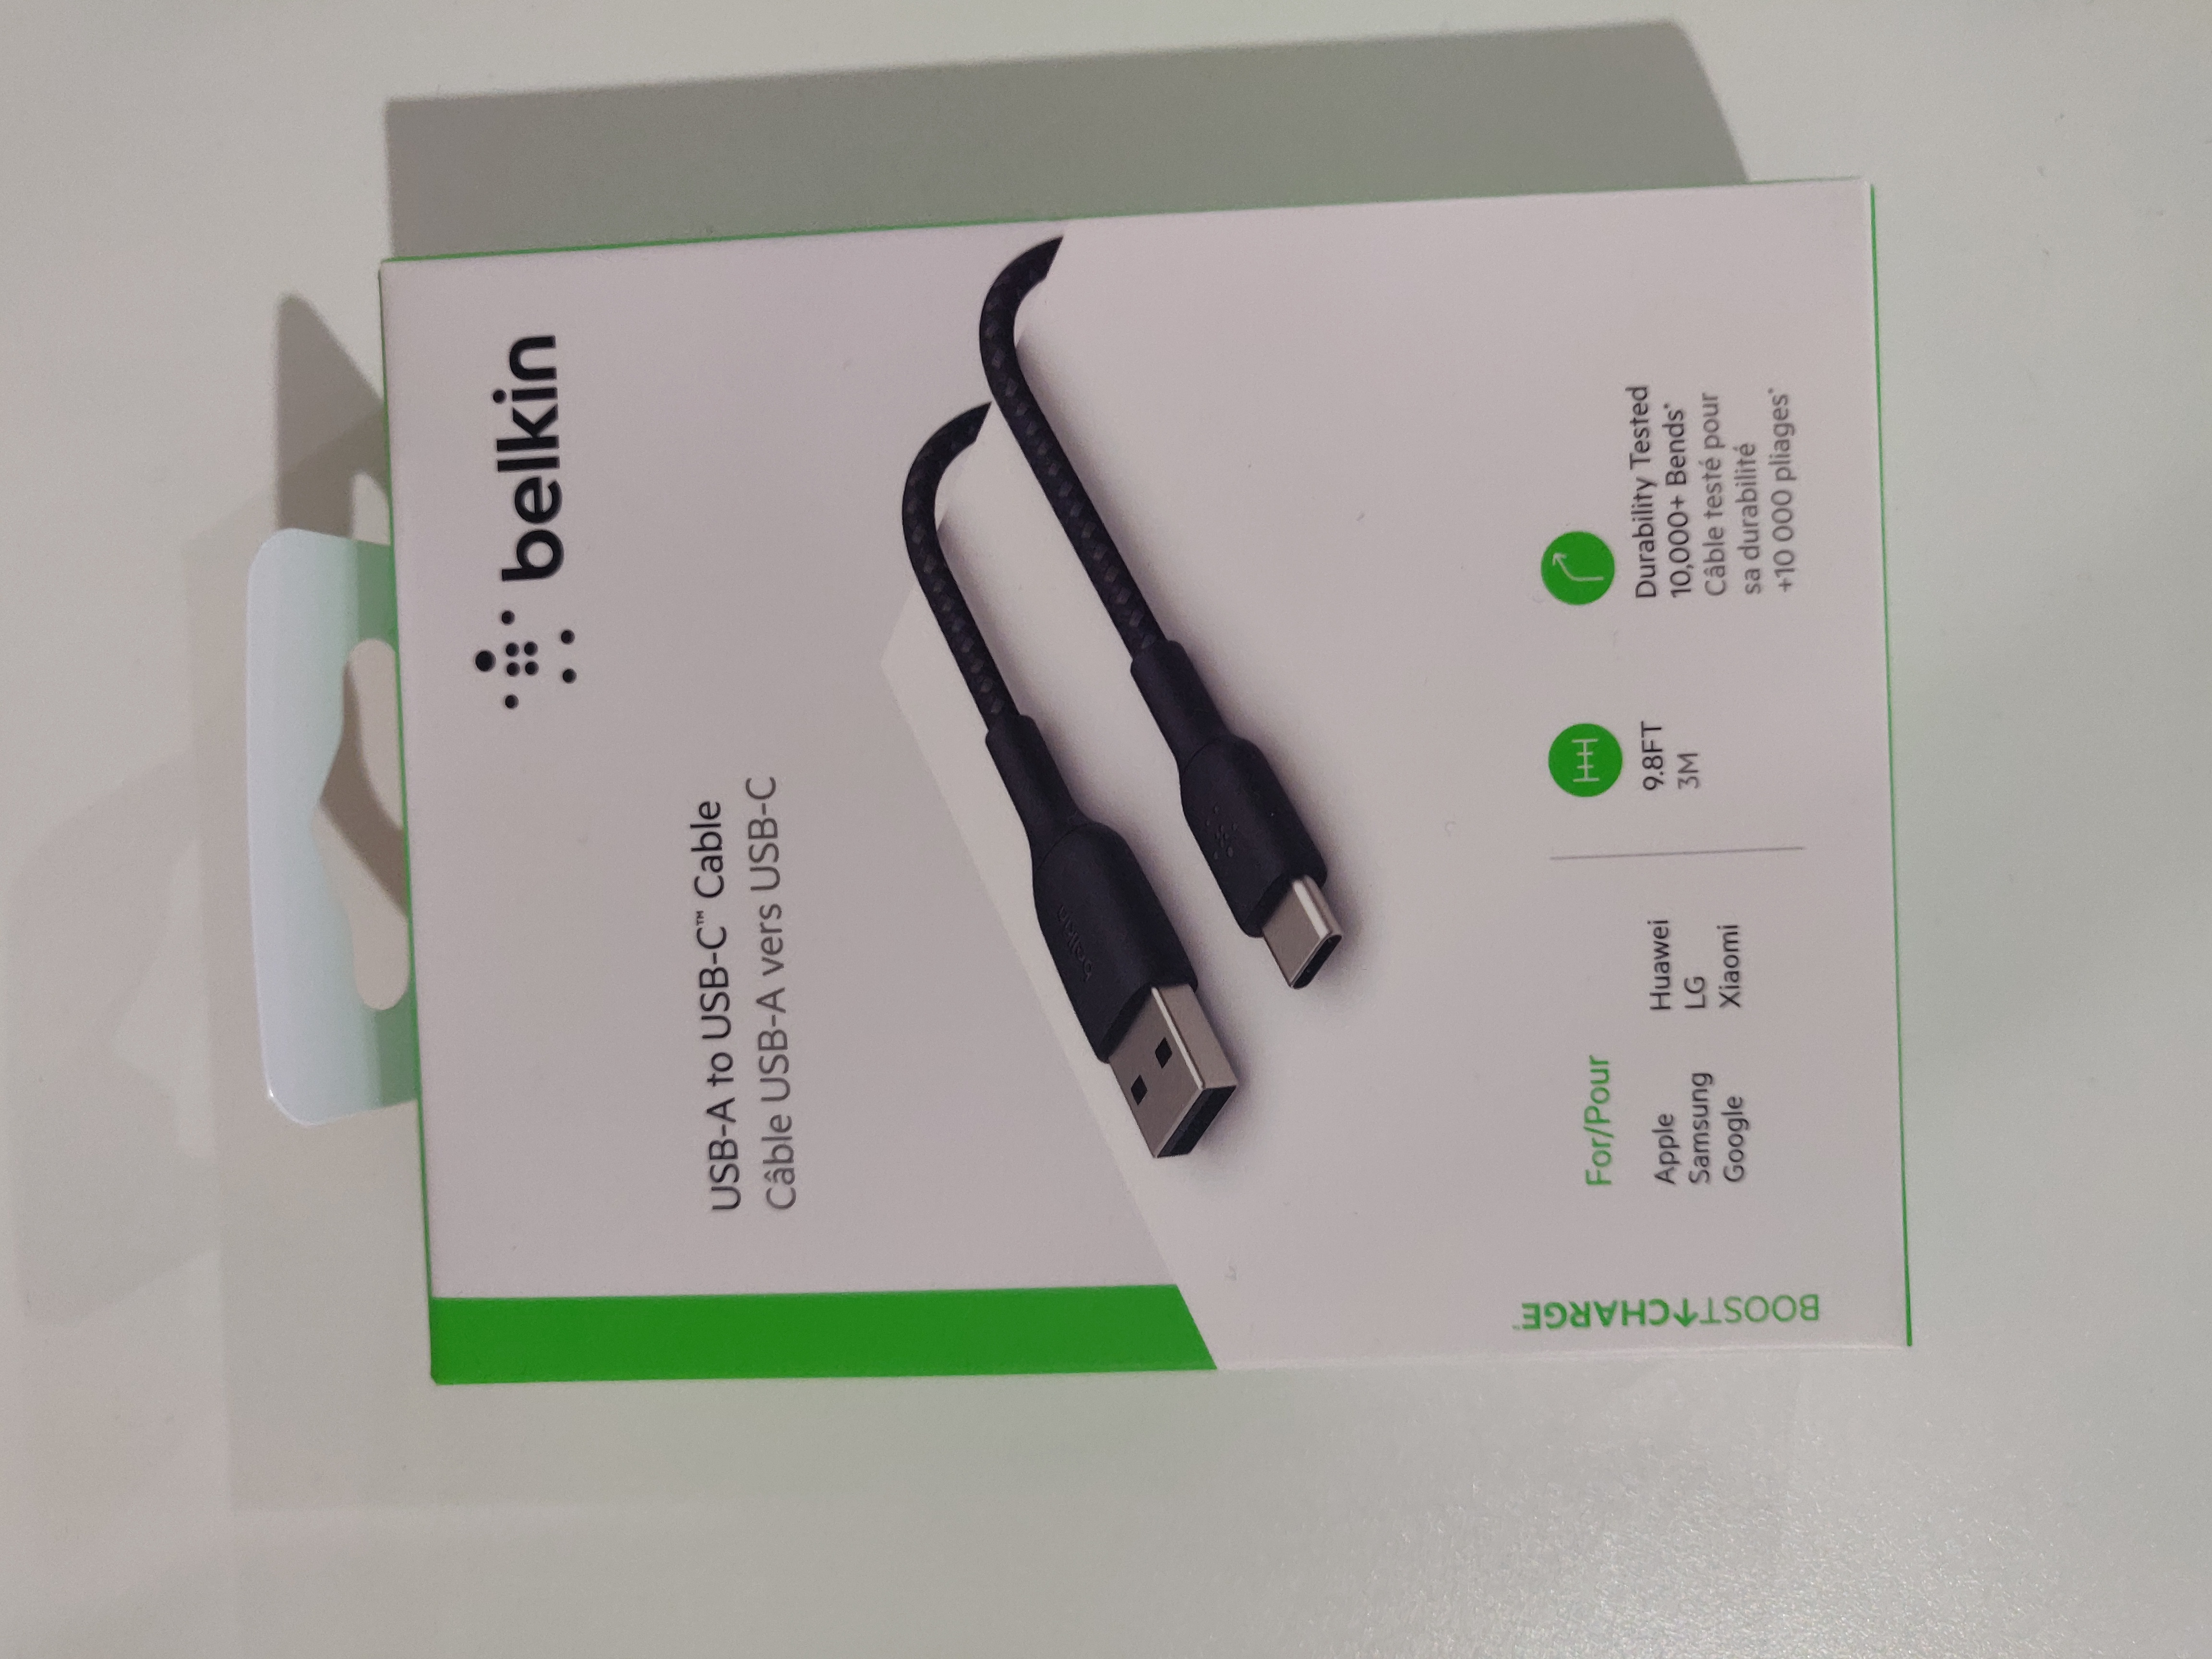 belkin
USB-A to USB-C™ Cable
Câble USB-A vers USB-C
belkin
BOOST↑CHARGE™
For/Pour
Apple
Samsung
Google
Huawei
LG
Xiaomi
9.8FT
3M
Durability Tested
10,000+ Bends*
Câble testé pour
sa durabilité
+10 000 pliages*